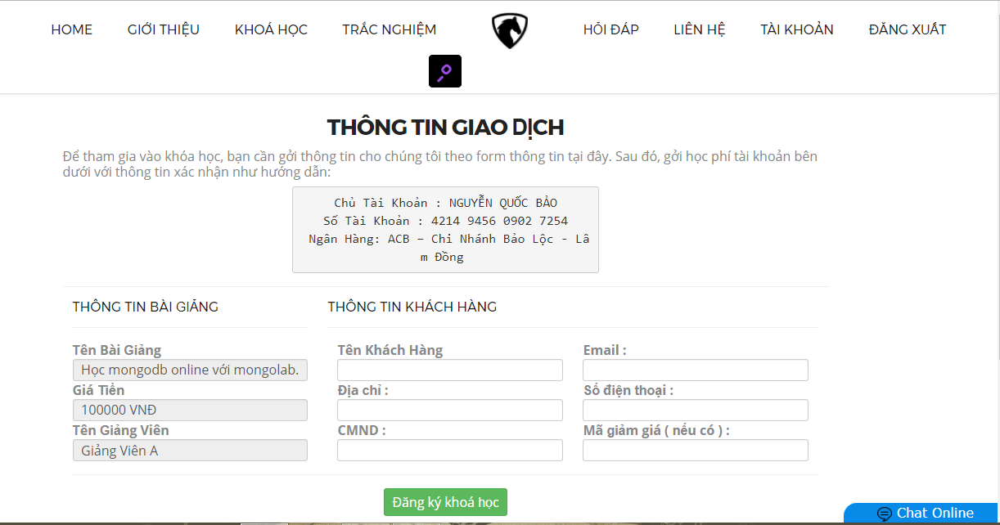 HOME GIỚI THIỆU KHOÁ HỌC TRẮC NGHIỆM HỎI ĐÁP LIÊN HỆ TÀI KHOẢN ĐĂNG XUẤT
THÔNG TIN GIAO DỊCH
Để tham gia vào khóa học, bạn cần gởi thông tin cho chúng tôi theo form thông tin tại đây. Sau đó, gởi học phí tài khoản bên
dưới với thông tin xác nhận như hướng dẫn:
Chủ Tài Khoản : NGUYỄN QUỐC BẢO
Số Tài Khoản : 4214 9456 0902 7254
Ngân Hàng: ACB – Chi Nhánh Bảo Lộc - Lâ
m Đồng
THÔNG TIN BÀI GIẢNG
Tên Bài Giảng
Học mongodb online với mongolab.
Giá Tiền
100000 VNĐ
Tên Giảng Viên
Giảng Viên A
THÔNG TIN KHÁCH HÀNG
Tên Khách Hàng
Địa chỉ :
CMND :
Email :
Số điện thoại :
Mã giảm giá ( nếu có ) :
Đăng ký khoá học
Chat Online